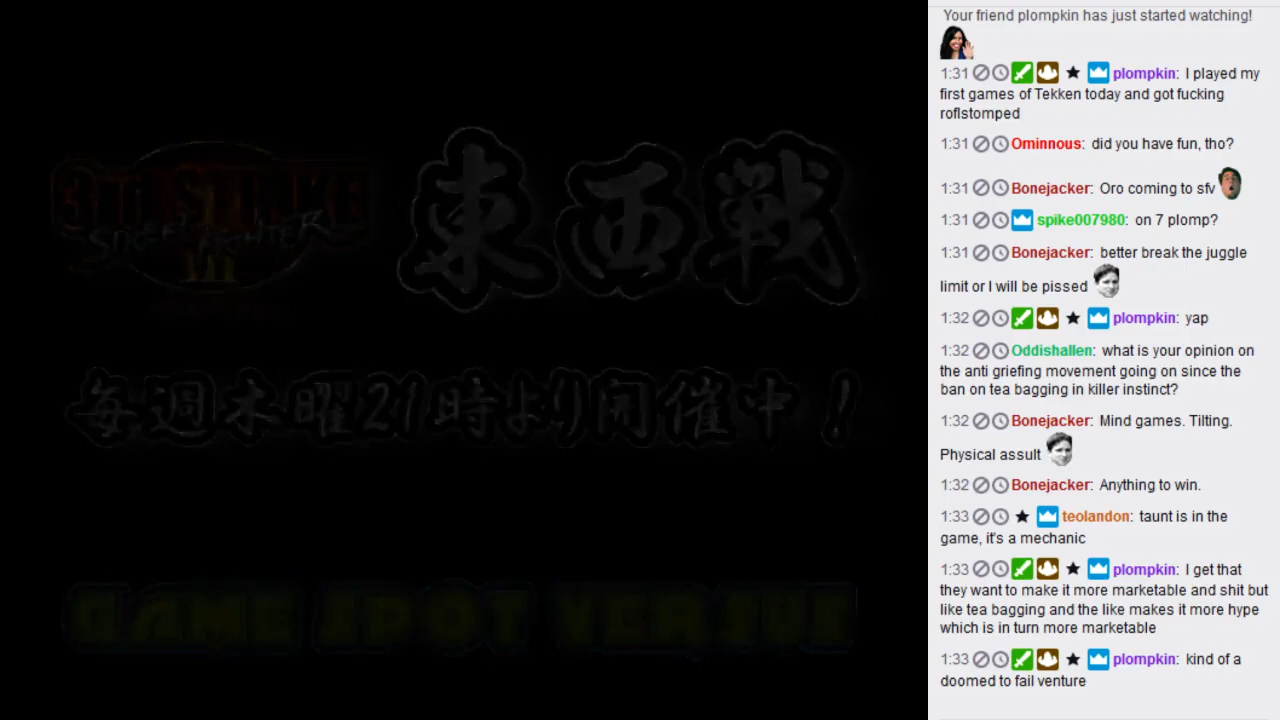 3rd STRIKE
STREET FIGHTER
III
東西戦
毎週木曜21時より開催中!
GAME SPOT VERSUS
Your friend plompkin has just started watching!
1:31 plompkin: I played my
first games of Tekken today and got fucking
roflstomped
1:31 Ominnous: did you have fun, tho?
1:31 Bonejacker: Oro coming to sfv
1:31 spike007980: on 7 plomp?
1:31 Bonejacker: better break the juggle
limit or I will be pissed
1:32 plompkin: yap
1:32 Oddishallen: what is your opinion on
the anti griefing movement going on since the
ban on tea bagging in killer instinct?
1:32 Bonejacker: Mind games. Tilting.
Physical assult
1:32 Bonejacker: Anything to win.
1:33 teolandon: taunt is in the
game, it's a mechanic
1:33 plompkin: I get that
they want to make it more marketable and shit but
like tea bagging and the like makes it more hype
which is in turn more marketable
1:33 plompkin: kind of a
doomed to fail venture